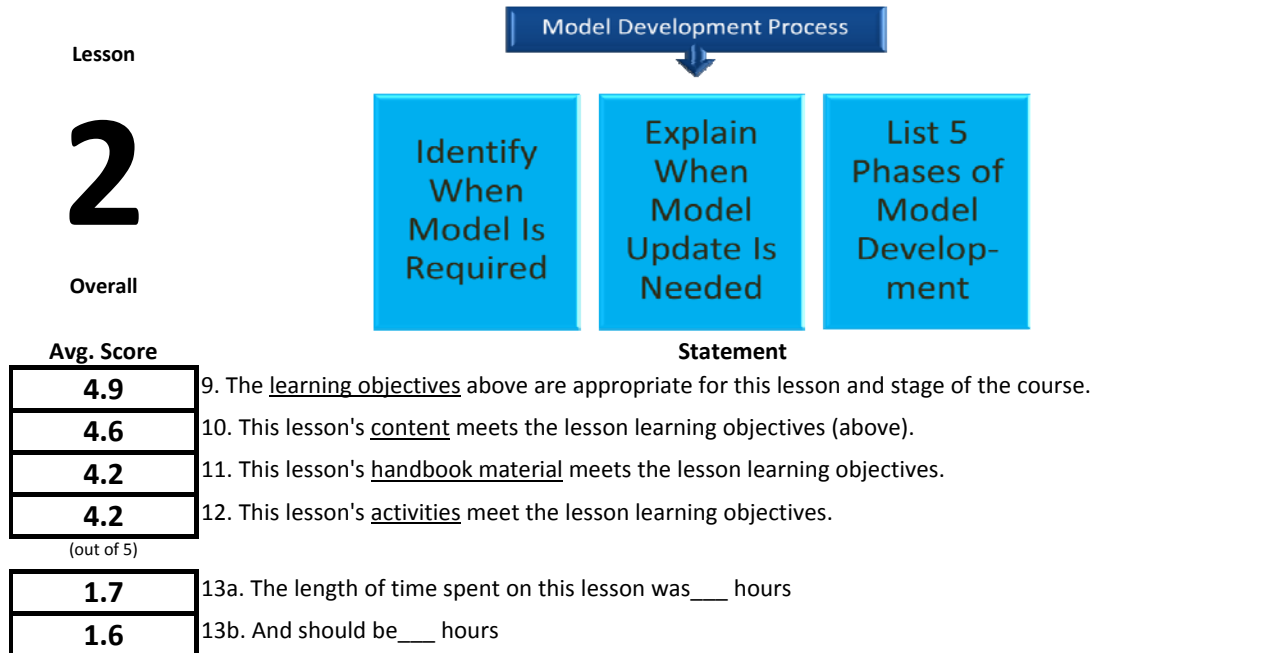 Lesson
2
Overall
Model Development Process
Identify
When
Model Is
Required
Explain
When
Model
Update Is
Needed
List 5
Phases of
Model
Develop-
ment
Avg. Score
Statement
4.9 9. The learning objectives above are appropriate for this lesson and stage of the course.
4.6 10. This lesson's content meets the lesson learning objectives (above).
4.2 11. This lesson's handbook material meets the lesson learning objectives.
4.2 12. This lesson's activities meet the lesson learning objectives.
(out of 5)
1.7 13a. The length of time spent on this lesson was___ hours
1.6 13b. And should be___ hours